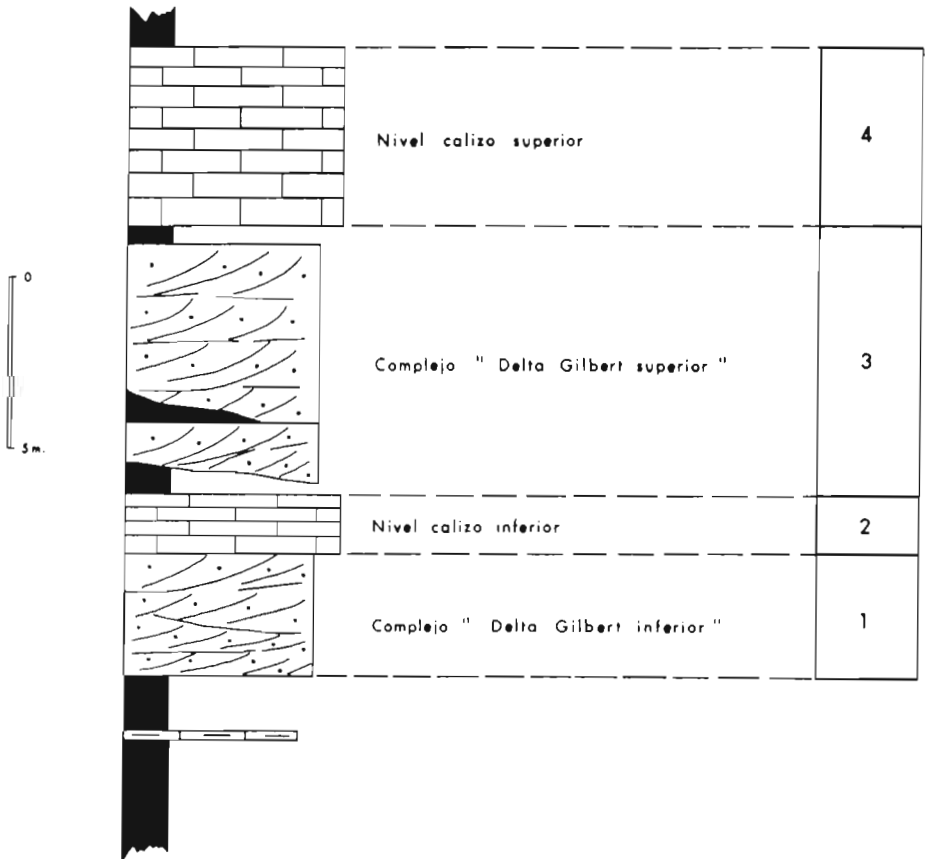 Nivel calizo superior
4
0
5m.
Complejo " Delta Gilbert superior "
3
Nivel calizo inferior
2
Complejo " Delta Gilbert inferior "
1